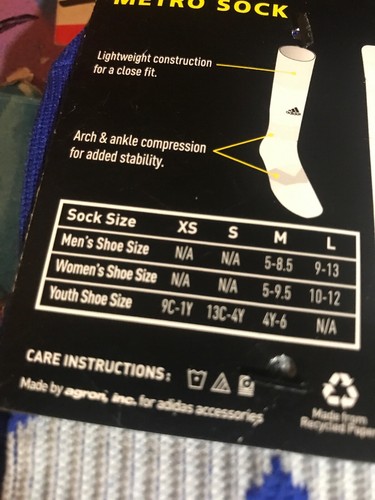 METRO SOCK
Lightweight construction
for a close fit.
adidas
Arch & ankle compression
for added stability.
Sock Size XS S M L
Men's Shoe Size N/A N/A 5-8.5 9-13
Women's Shoe Size N/A N/A 5-9.5 10-12
Youth Shoe Size 9C-1Y 13C-4Y 4Y-6 N/A
CARE INSTRUCTIONS:
Made by agron, inc. for adidas accessories
Made from
Recycled Paper